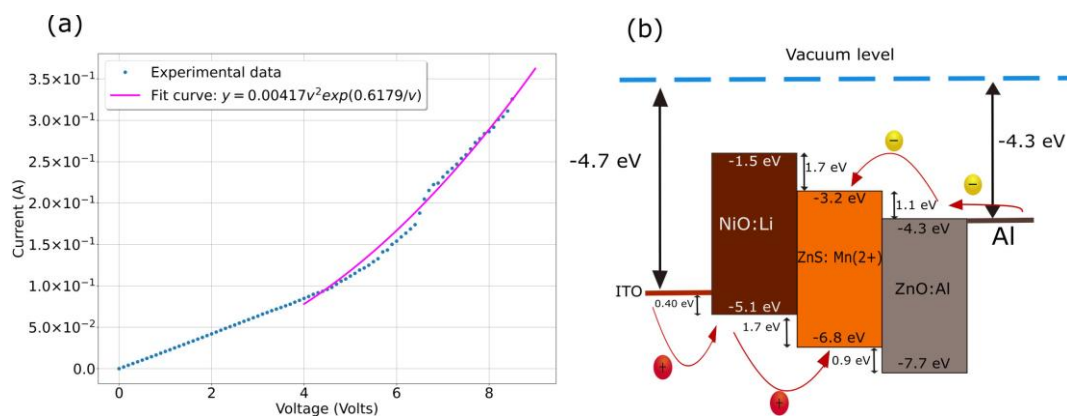 (a)
3.5×10⁻¹
3.0×10⁻¹
2.5×10⁻¹
2.0×10⁻¹
1.5×10⁻¹
1.0×10⁻¹
5.0×10⁻²
0.0
Current (A)
Experimental data
Fit curve: y = 0.00417v²exp(0.6179/v)
0 2 4 6 8
Voltage (Volts)
(b)
Vacuum level
-4.7 eV
-4.3 eV
-1.5 eV
1.7 eV
−
−
-3.2 eV
1.1 eV
NiO:Li
-4.3 eV
Al
ZnS: Mn(2+)
ZnO:Al
ITO
0.40 eV
-5.1 eV
1.7 eV
-6.8 eV
0.9 eV
-7.7 eV
+
+